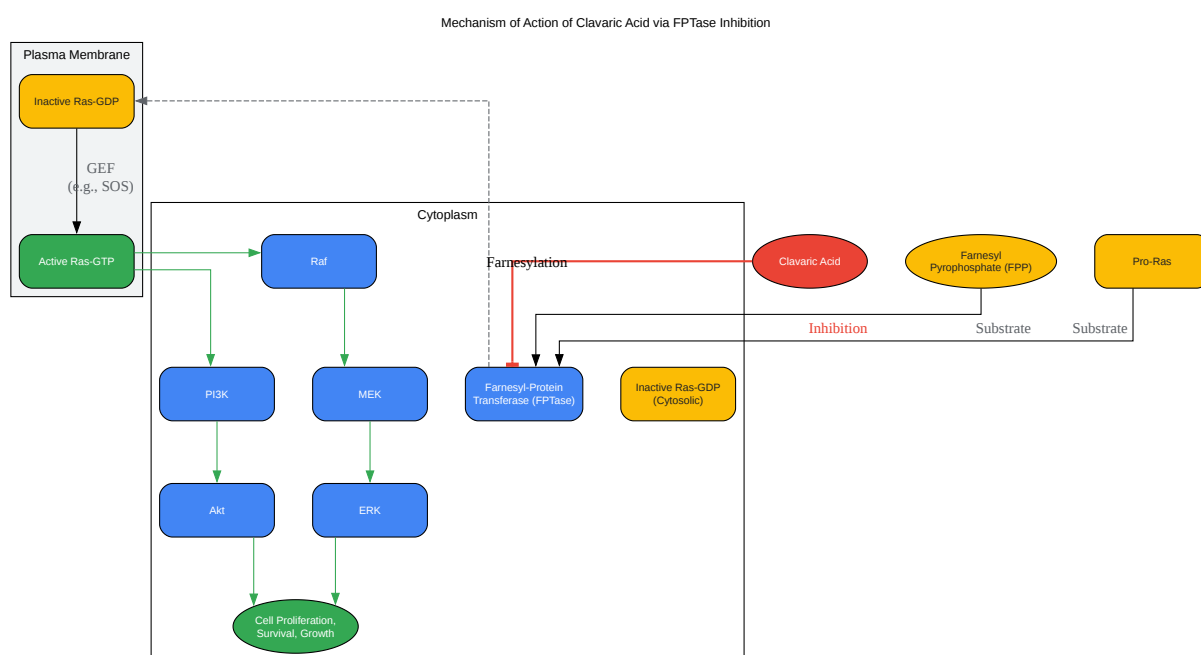 Mechanism of Action of Clavaric Acid via FPTase Inhibition
Plasma Membrane
Inactive Ras-GDP
GEF
(e.g., SOS)
Cytoplasm
Active Ras-GTP
Raf
Farnesylation
Clavaric Acid
Farnesyl
Pyrophosphate (FPP)
Pro-Ras
Inhibition
Substrate
Substrate
PI3K
MEK
Farnesyl-Protein
Transferase (FPTase)
Inactive Ras-GDP
(Cytosolic)
Akt
ERK
Cell Proliferation,
Survival, Growth